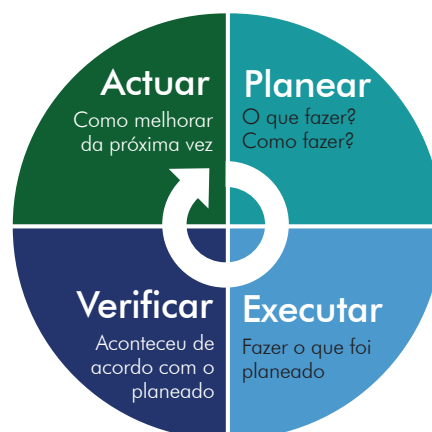 Actuar
Como melhorar
da próxima vez
Planear
O que fazer?
Como fazer?
Verificar
Aconteceu de
acordo com o
planeado
Executar
Fazer o que foi
planeado